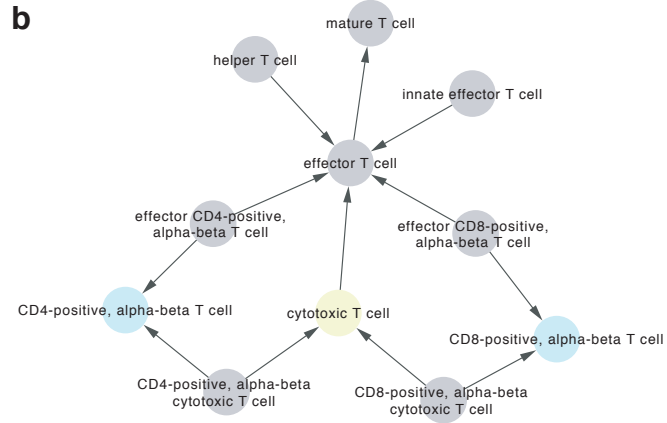 b
mature T cell
helper T cell
innate effector T cell
effector T cell
effector CD4-positive,
alpha-beta T cell
effector CD8-positive,
alpha-beta T cell
CD4-positive, alpha-beta T cell
cytotoxic T cell
CD8-positive, alpha-beta T cell
CD4-positive, alpha-beta
cytotoxic T cell
CD8-positive, alpha-beta
cytotoxic T cell